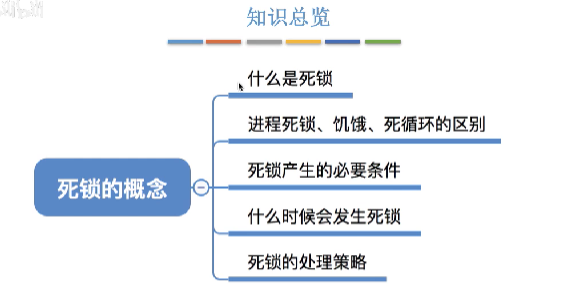 知识总览
什么是死锁
进程死锁、饥饿、死循环的区别
死锁的概念
死锁产生的必要条件
什么时候会发生死锁
死锁的处理策略